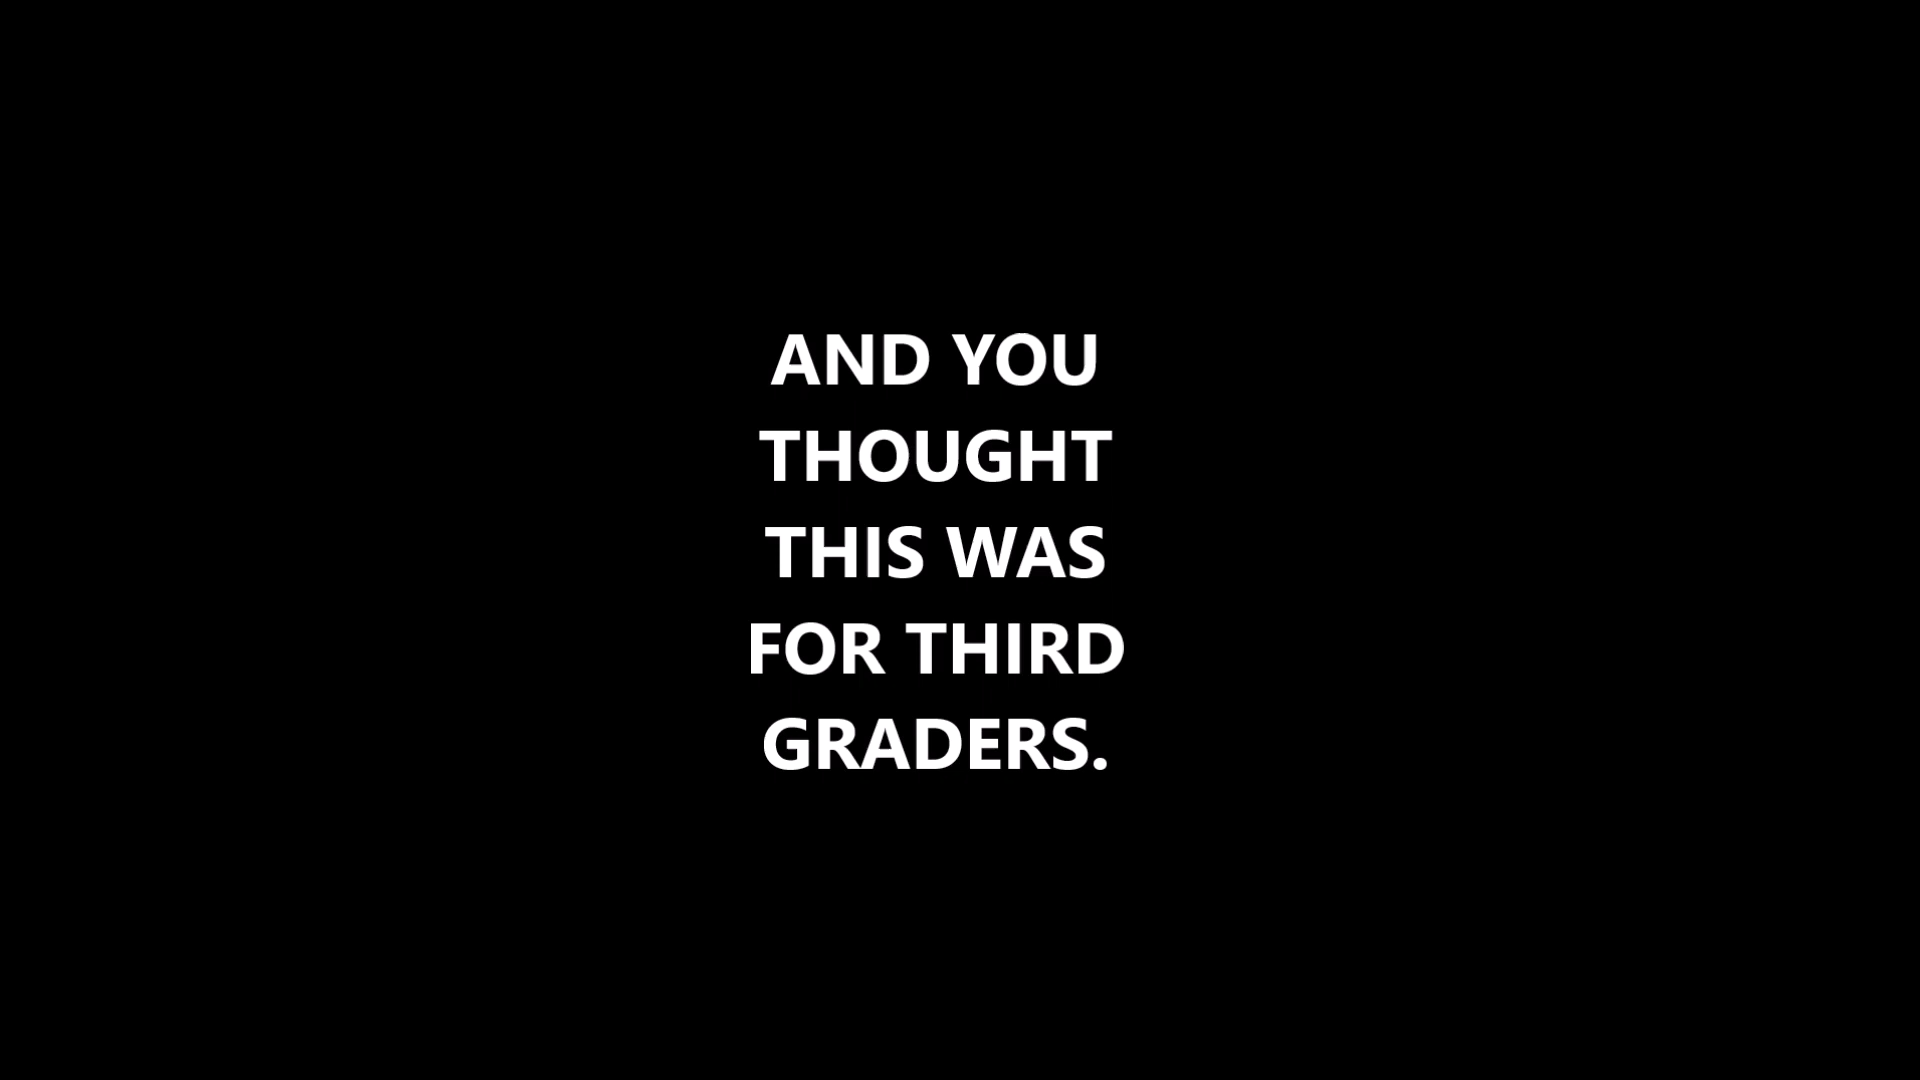 AND YOU
THOUGHT
THIS WAS
FOR THIRD
GRADERS.